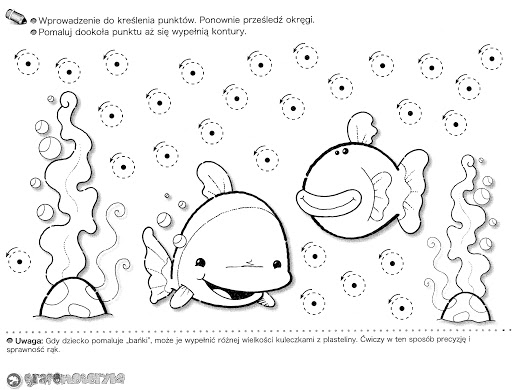 Wprowadzenie do kreślenia punktów. Ponownie prześledź okręgi.
Pomaluj dookoła punktu aż się wypełnią kontury.
Uwaga: Gdy dziecko pomaluje „bańki", może je wypełnić różnej wielkości kuleczkami z plasteliny. Ćwiczy w ten sposób precyzję i
sprawność rąk.